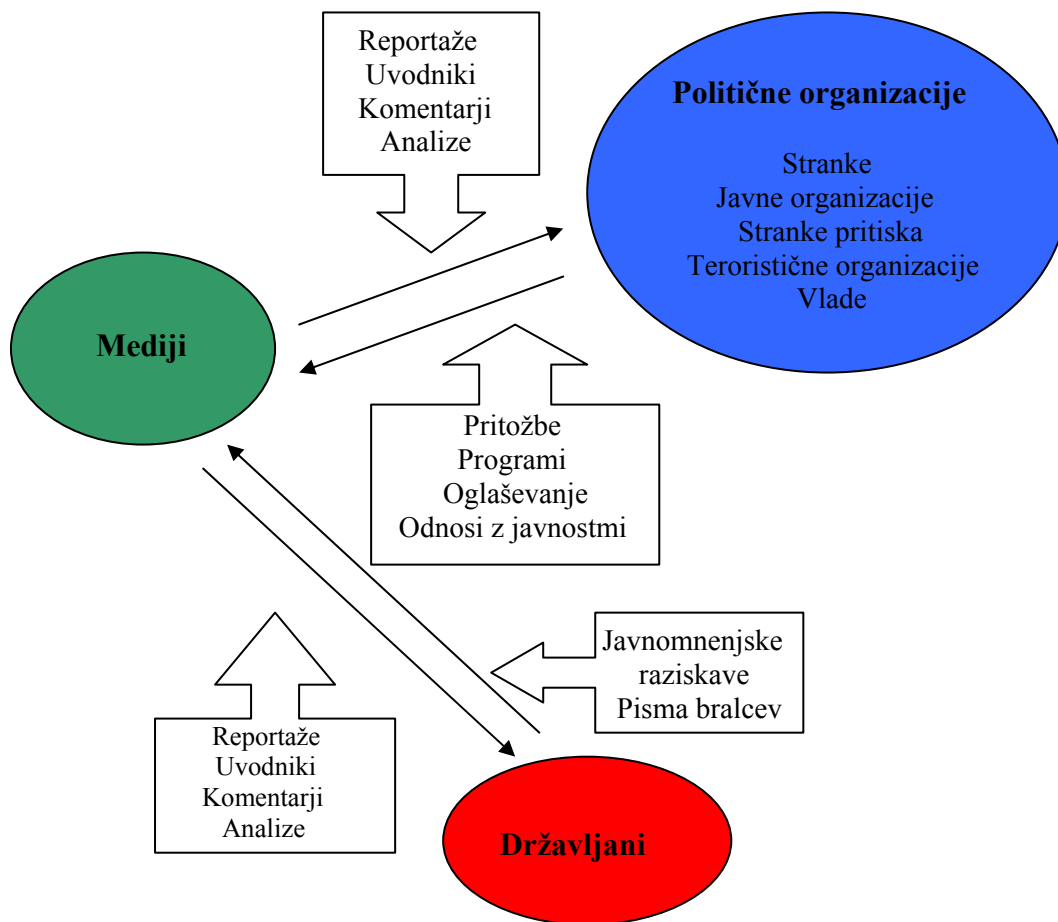 Reportaže
Uvodniki
Komentarji
Analize
Politične organizacije
Stranke
Javne organizacije
Stranke pritiska
Teroristične organizacije
Vlade
Mediji
Pritožbe
Programi
Oglaševanje
Odnosi z javnostmi
Javnomnenjske
raziskave
Pisma bralcev
Reportaže
Uvodniki
Komentarji
Analize
Državljani